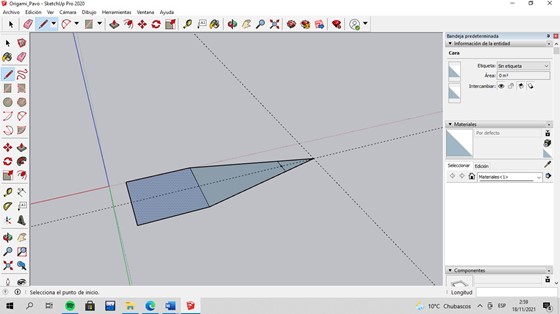 Origami_Pavo - SketchUp Pro 2020
Archivo Edición Ver Cámara Dibujo Herramientas Ventana Ayuda
Bandeja predeterminada
Información de la entidad
Cara
Etiqueta: Sin etiqueta
Área: 0 m²
Intercambiar:
Materiales
Por defecto
Seleccionar Edición
Materiales<1>
Componentes
Selecciona el punto de inicio.
Longitud
10°C Chubascos
ESP
2:59
18/11/2021